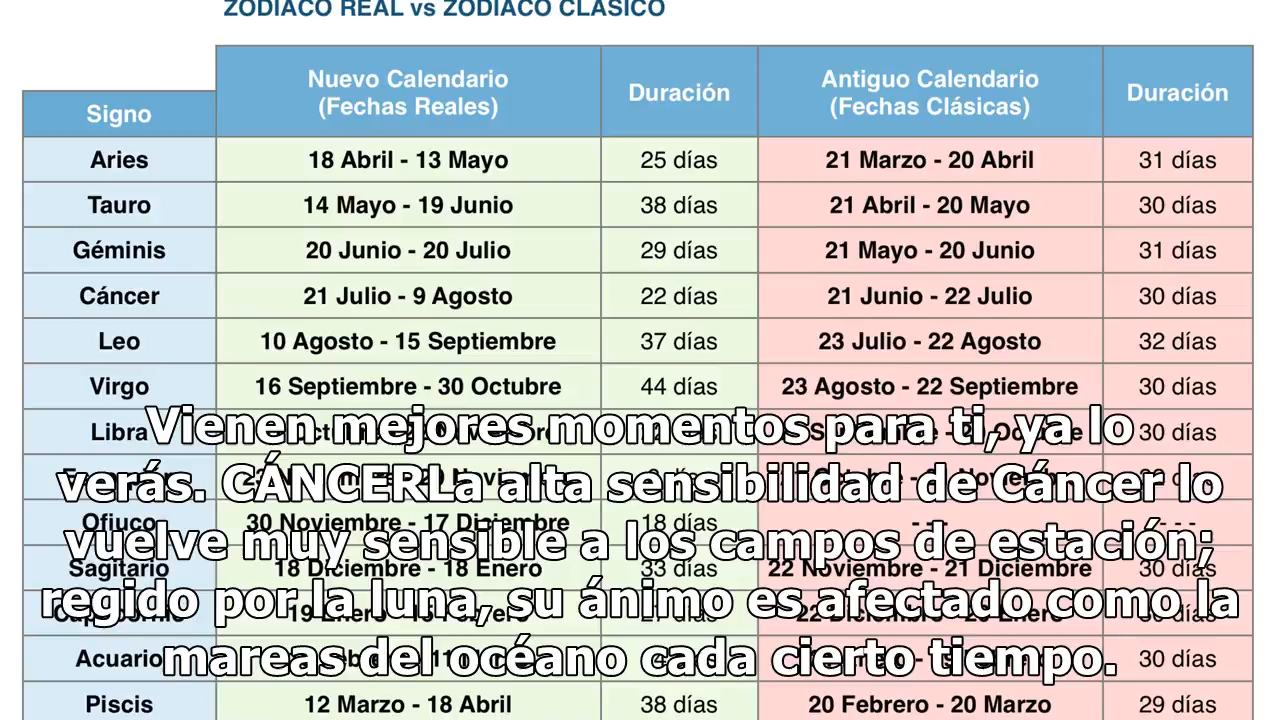 ZODIACO REAL vs ZODIACO CLÁSICO
Nuevo Calendario (Fechas Reales) Duración Antiguo Calendario (Fechas Clásicas) Duración
Signo
Aries 18 Abril - 13 Mayo 25 días 21 Marzo - 20 Abril 31 días
Tauro 14 Mayo - 19 Junio 38 días 21 Abril - 20 Mayo 30 días
Géminis 20 Junio - 20 Julio 29 días 21 Mayo - 20 Junio 31 días
Cáncer 21 Julio - 9 Agosto 22 días 21 Junio - 22 Julio 30 días
Leo 10 Agosto - 15 Septiembre 37 días 23 Julio - 22 Agosto 32 días
Virgo 16 Septiembre - 30 Octubre 44 días 23 Agosto - 22 Septiembre 30 días
Libra 30 días
Ofiuco 30 Noviembre - 17 Diciembre 18 días - - - - - -
Sagitario 18 Diciembre - 18 Enero 33 días 22 Noviembre - 21 Diciembre 30 días
Acuario 30 días
Piscis 12 Marzo - 18 Abril 38 días 20 Febrero - 20 Marzo 29 días
Vienen mejores momentos para ti, ya lo
verás. CÁNCERLa alta sensibilidad de Cáncer lo
vuelve muy sensible a los campos de estación;
regido por la luna, su ánimo es afectado como la
mareas del océano cada cierto tiempo.